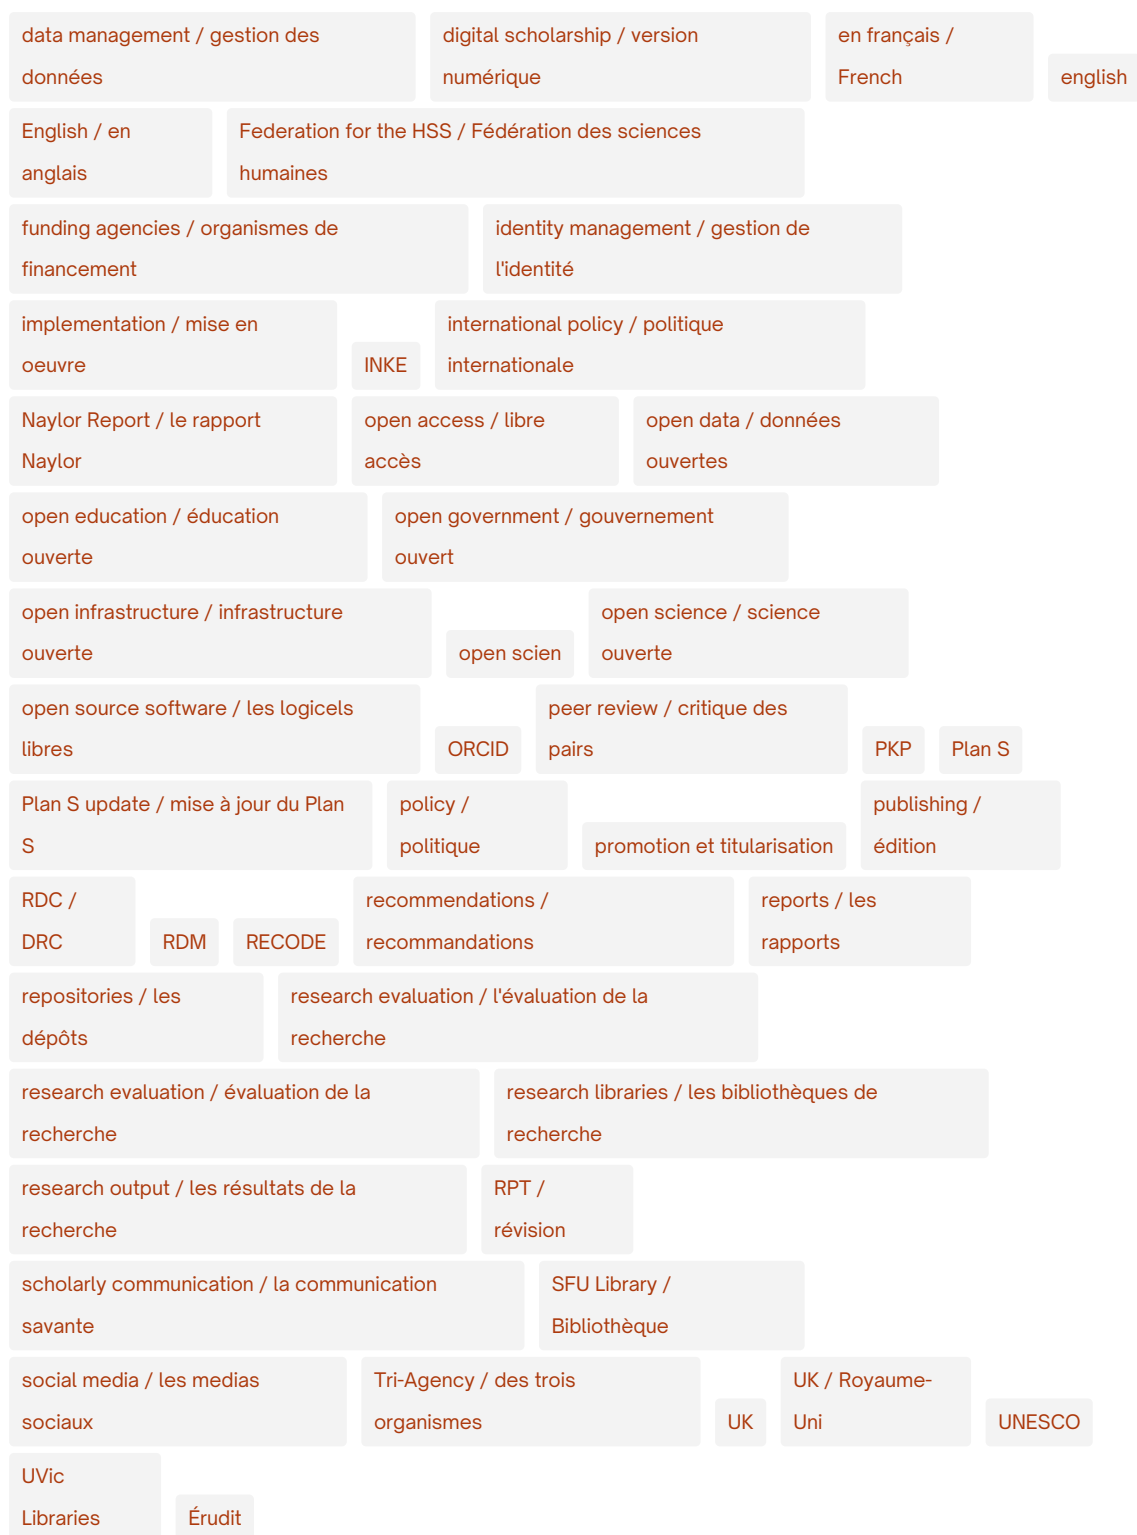 data management / gestion des
données
digital scholarship / version
numérique
en français /
French
english
English / en
anglais
Federation for the HSS / Fédération des sciences
humaines
funding agencies / organismes de
financement
identity management / gestion de
l'identité
implementation / mise en
oeuvre
INKE
international policy / politique
internationale
Naylor Report / le rapport
Naylor
open access / libre
accès
open data / données
ouvertes
open education / éducation
ouverte
open government / gouvernement
ouvert
open infrastructure / infrastructure
ouverte
open scien
open science / science
ouverte
open source software / les logicels
libres
ORCID
peer review / critique des
pairs
PKP
Plan S
Plan S update / mise à jour du Plan
S
policy /
politique
promotion et titularisation
publishing /
édition
RDC /
DRC
RDM
RECODE
recommendations /
recommandations
reports / les
rapports
repositories / les
dépôts
research evaluation / l'évaluation de la
recherche
research evaluation / évaluation de la
recherche
research libraries / les bibliothèques de
recherche
research output / les résultats de la
recherche
RPT /
révision
scholarly communication / la communication
savante
SFU Library /
Bibliothèque
social media / les medias
sociaux
Tri-Agency / des trois
organismes
UK
UK / Royaume-
Uni
UNESCO
UVic
Libraries
Érudit